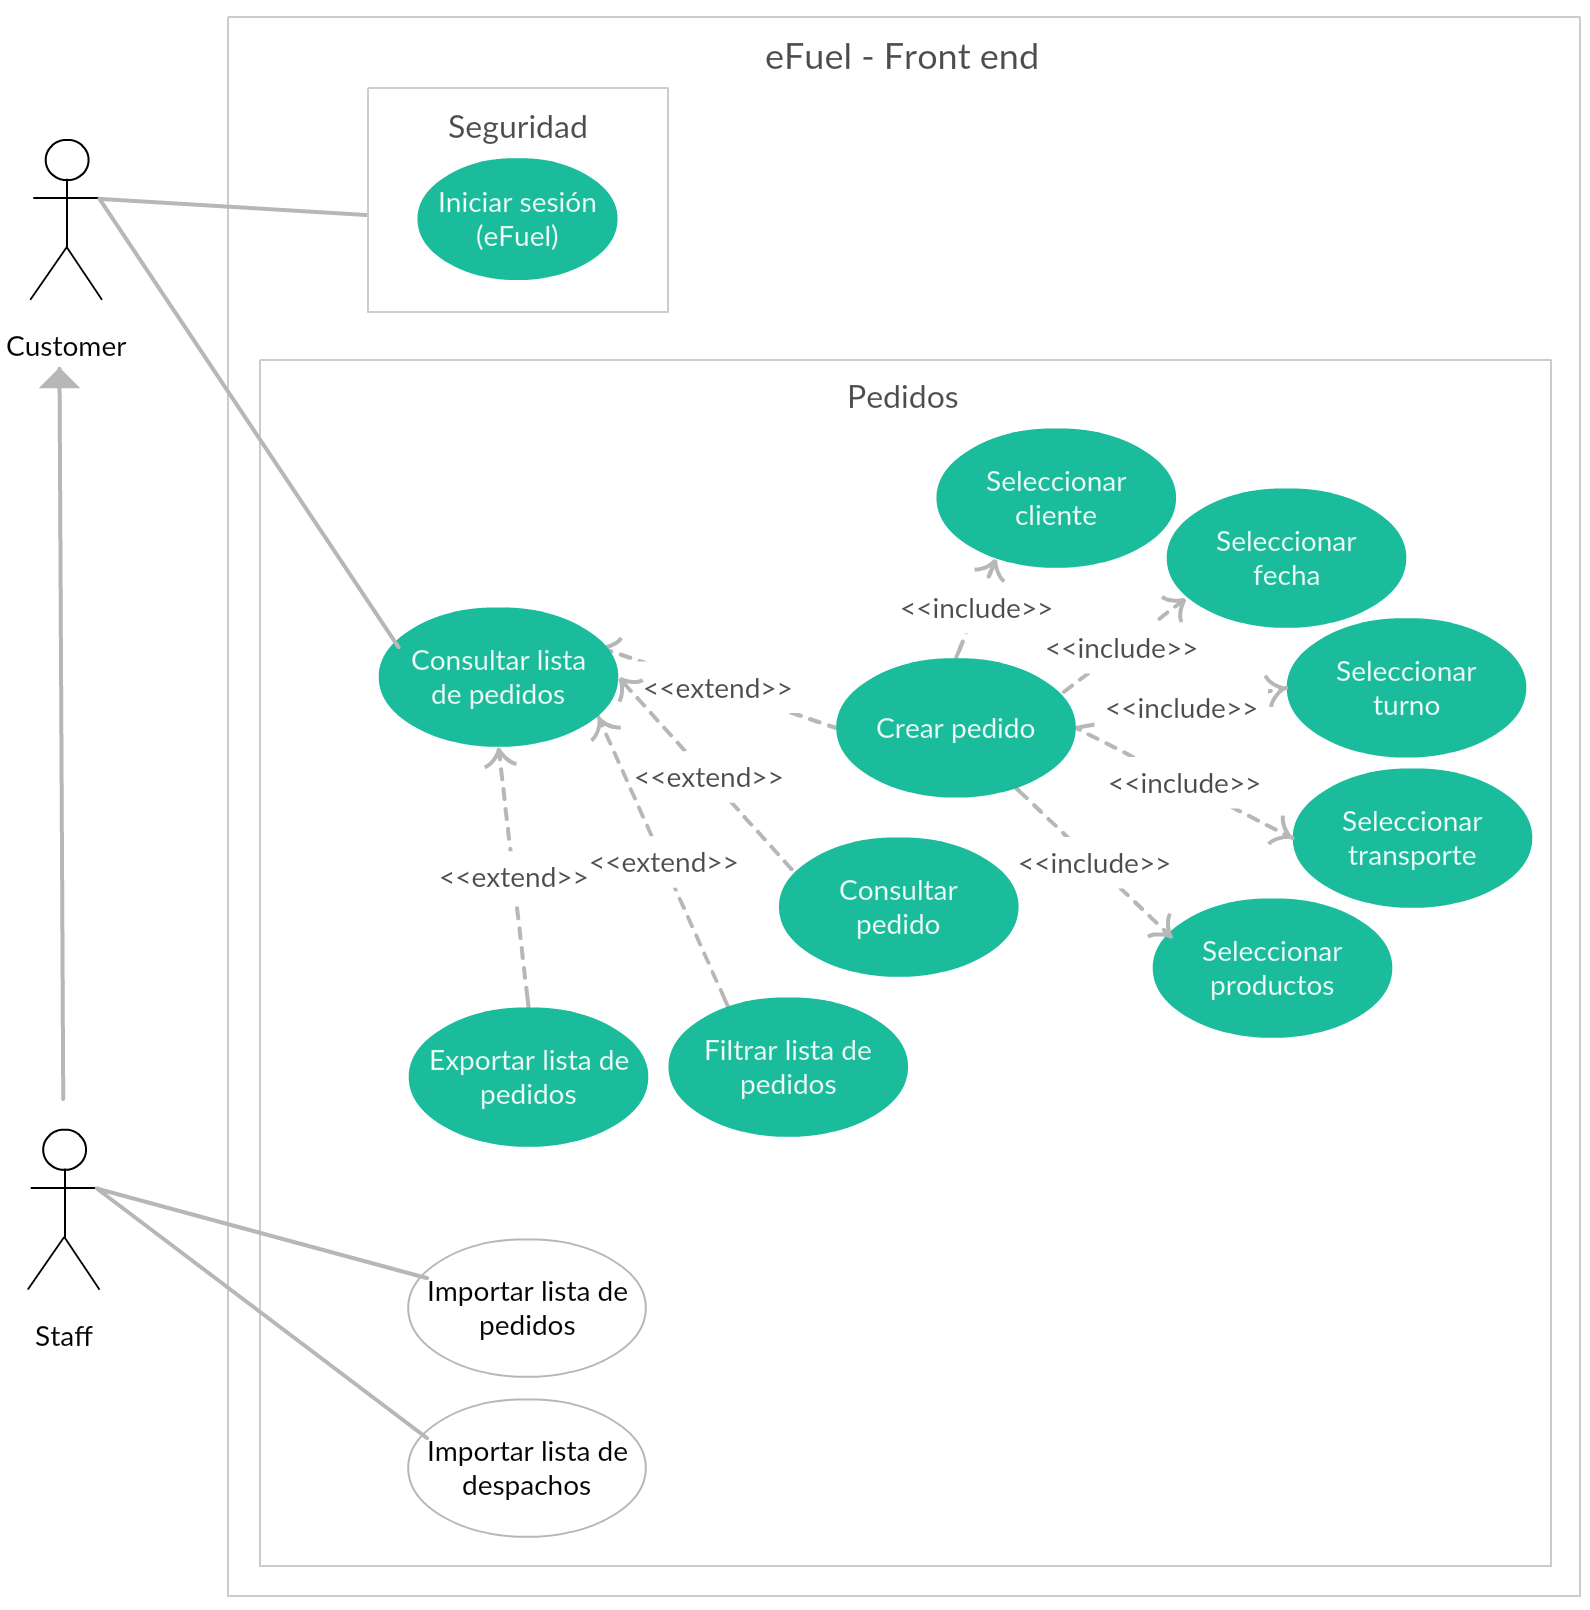 eFuel - Front end
Seguridad
Iniciar sesión
(eFuel)
Customer
Pedidos
Seleccionar
cliente
Seleccionar
fecha
<<include>>
<<include>>
Seleccionar
turno
Consultar lista
de pedidos
<<extend>>
<<include>>
Crear pedido
<<extend>>
<<include>>
Seleccionar
transporte
<<extend>>
<<extend>>
<<include>>
Consultar
pedido
Seleccionar
productos
Exportar lista de
pedidos
Filtrar lista de
pedidos
Staff
Importar lista de
pedidos
Importar lista de
despachos